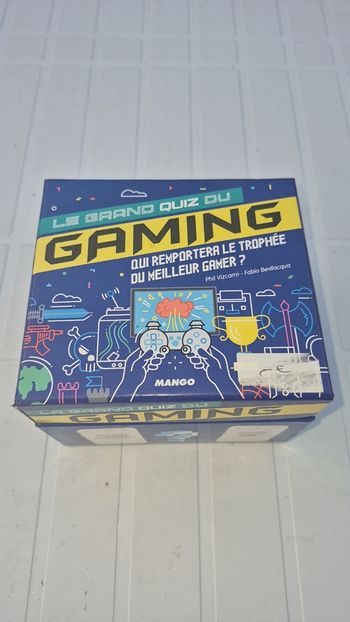 LE GRAND QUIZ DU
GAMING
QUI REMPORTERA LE TROPHÉE
DU MEILLEUR GAMER ?
Phil Vizcarro - Fabio Bevilacqua
MANGO
CE
LE GRAND QUIZ DU
GAMING